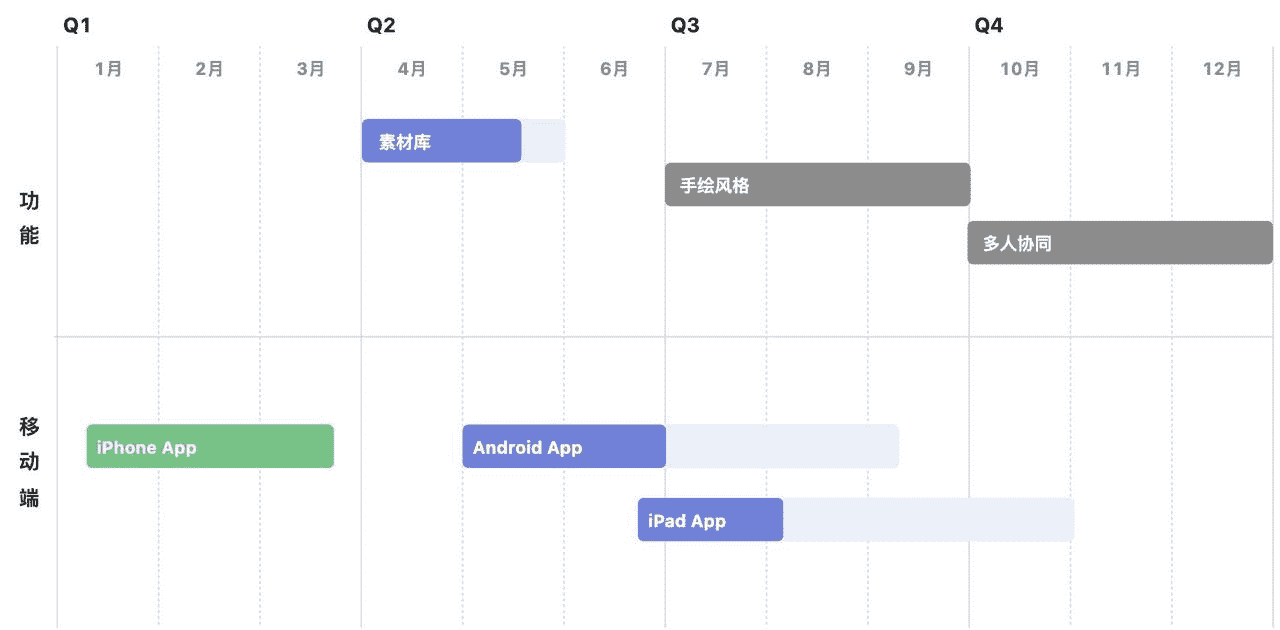 Q1
Q2
Q3
Q4
1月
2月
3月
4月
5月
6月
7月
8月
9月
10月
11月
12月
功能
素材库
手绘风格
多人协同
移动端
iPhone App
Android App
iPad App